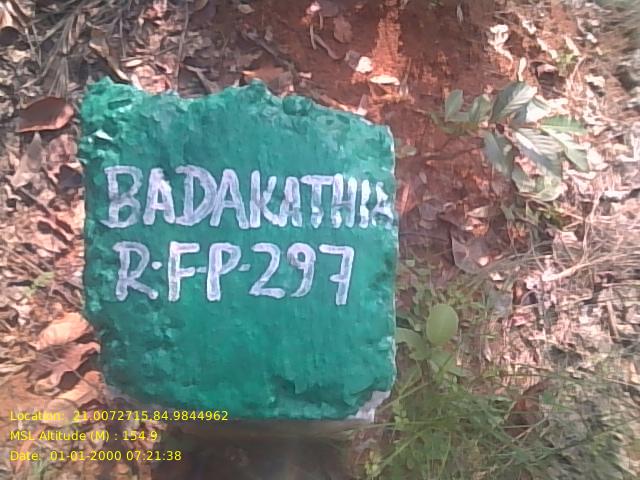 BADAKATHIA
R.F-P-297
Location: 21.0072715,84.9844962
MSL Altitude (M) : 154.9
Date: 01-01-2000 07:21:38